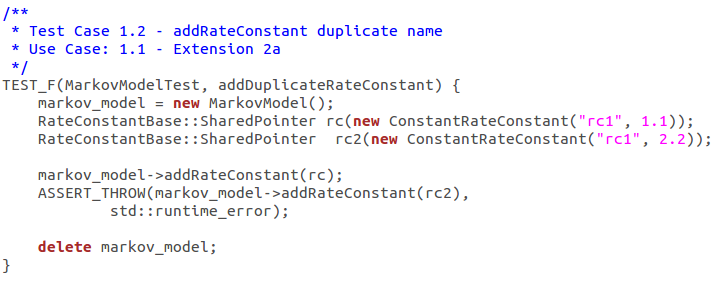 /**
 * Test Case 1.2 - addRateConstant duplicate name
 * Use Case: 1.1 - Extension 2a
 */
TEST_F(MarkovModelTest, addDuplicateRateConstant) {
    markov_model = new MarkovModel();
    RateConstantBase::SharedPointer rc(new ConstantRateConstant("rc1", 1.1));
    RateConstantBase::SharedPointer  rc2(new ConstantRateConstant("rc1", 2.2));

    markov_model->addRateConstant(rc);
    ASSERT_THROW(markov_model->addRateConstant(rc2),
            std::runtime_error);

    delete markov_model;
}